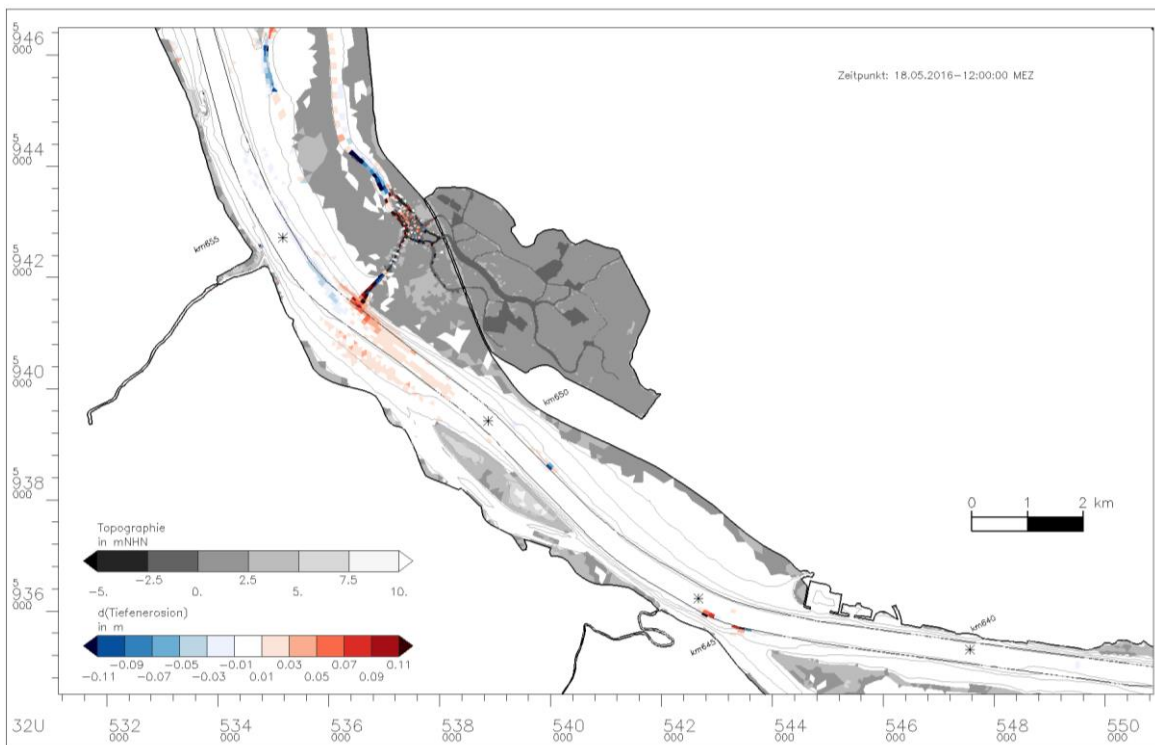 5
946
000
5
944
000
5
942
000
5
940
000
5
938
000
5
936
000
Zeitpunkt: 18.05.2016-12:00:00 MEZ
km655
km650
km645
km640
0 1 2 km
Topographie
in mNHN
-2.5 2.5 7.5
-5. 0. 5. 10.
d(Tiefenerosion)
in m
-0.09 -0.05 -0.01 0.03 0.07 0.11
-0.11 -0.07 -0.03 0.01 0.05 0.09
32U 532 534 536 538 540 542 544 546 548 550
000 000 000 000 000 000 000 000 000 000